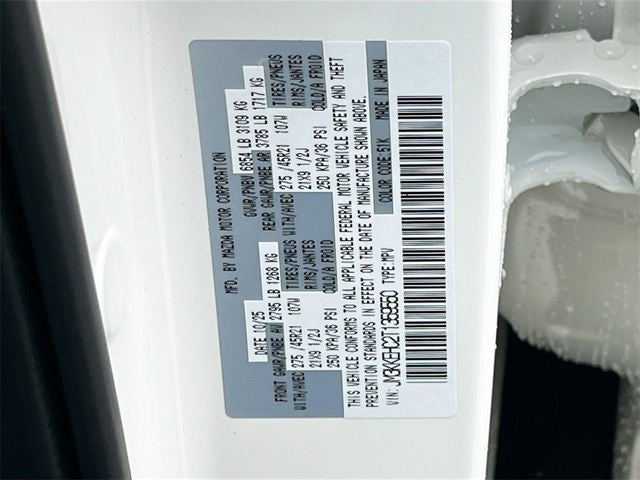 MFD. BY MAZDA MOTOR CORPORATION
DATE 10/25 GVWR/PNBV 6854 LB 3109 KG
FRONT GAWR/PNBE AV 2795 LB 1268 KG REAR GAWR/PNBE AR 3785 LB 1717 KG
WITH/AVEC TIRES/PNEUS WITH/AVEC TIRES/PNEUS
275 /45R21 107W RIMS/JANTES 275 /45R21 107W RIMS/JANTES
21X9 1/2J COLD/A FROID 21X9 1/2J COLD/A FROID
250 KPA/36 PSI 250 KPA/36 PSI
THIS VEHICLE CONFORMS TO ALL APPLICABLE FEDERAL MOTOR VEHICLE SAFETY AND THEFT
PREVENTION STANDARDS IN EFFECT ON THE DATE OF MANUFACTURE SHOWN ABOVE.
VIN: TYPE:MPV COLOR CODE:51K MADE IN JAPAN